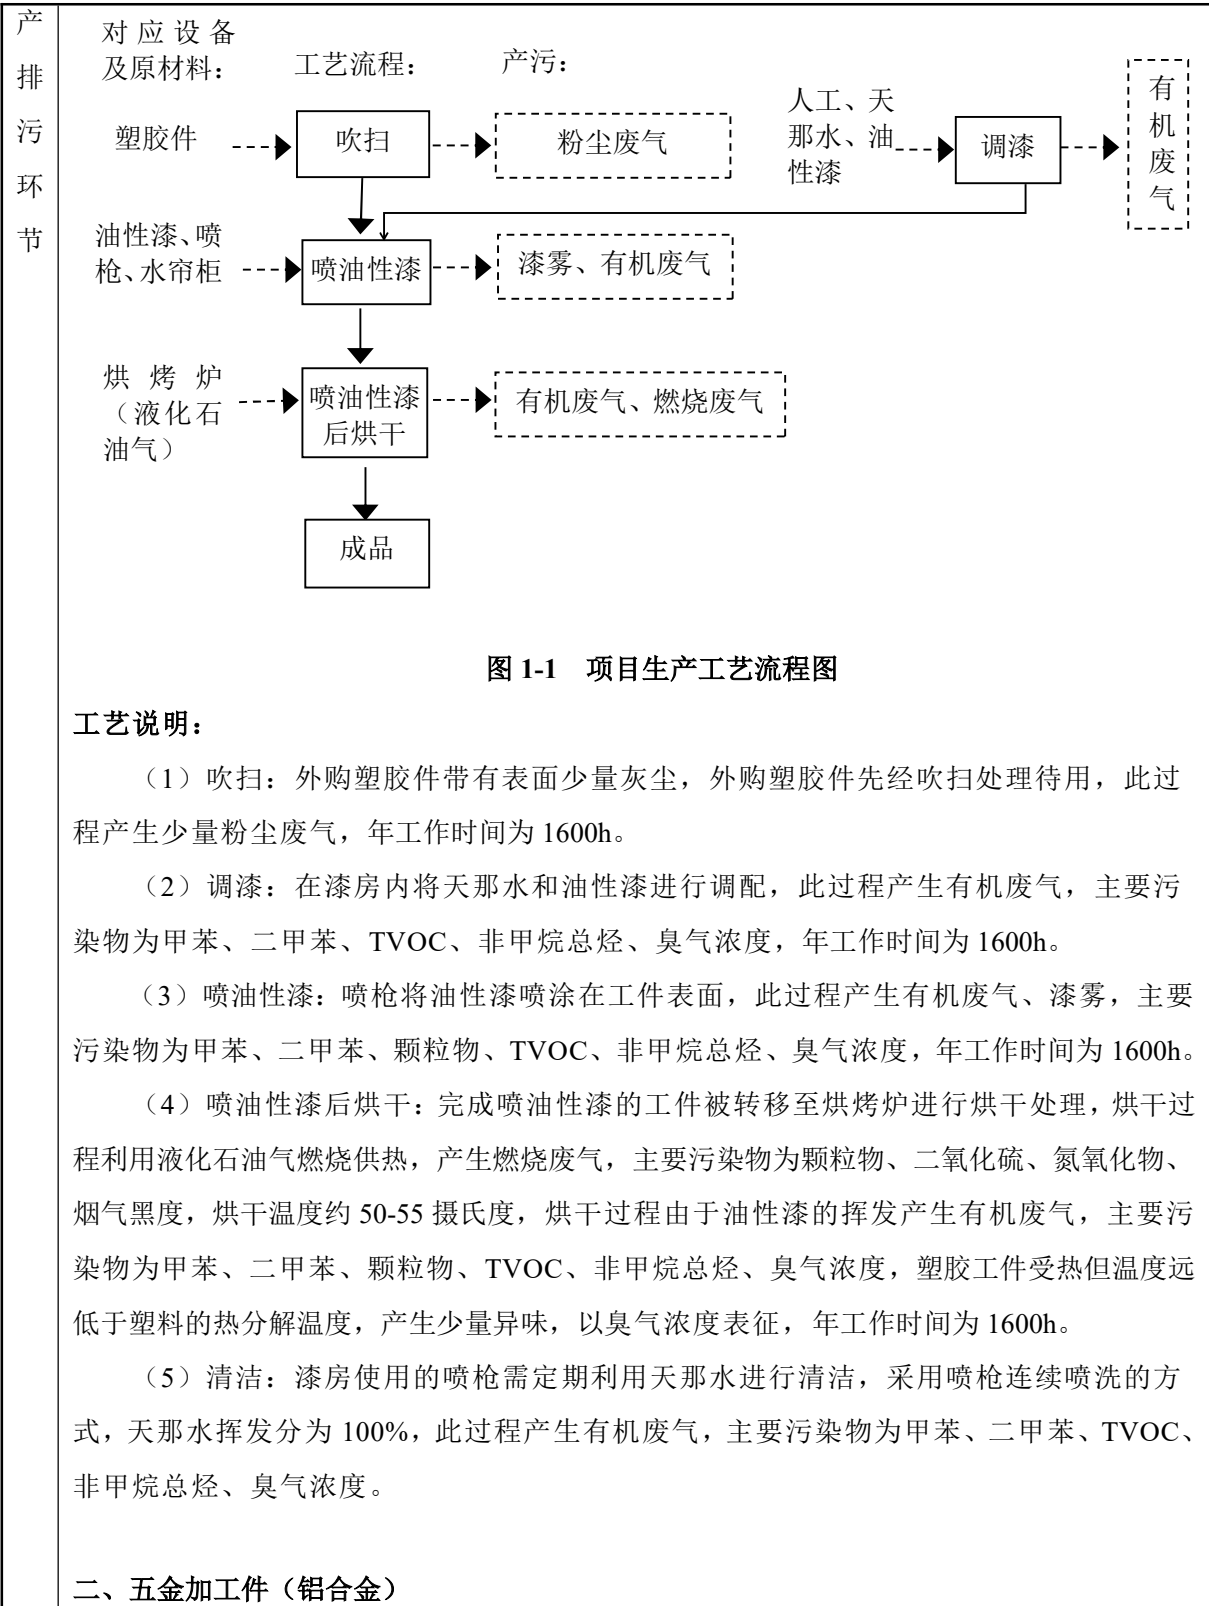 产
排
污
环
节
对应设备
及原材料：
工艺流程：
产污：
塑胶件
吹扫
粉尘废气
人工、天
那水、油
性漆
调漆
有
机
废
气
油性漆、喷
枪、水帘柜
喷油性漆
漆雾、有机废气
烘烤炉
（液化石
油气）
喷油性漆
后烘干
有机废气、燃烧废气
成品
图 1-1 项目生产工艺流程图
工艺说明：
（1）吹扫：外购塑胶件带有表面少量灰尘，外购塑胶件先经吹扫处理待用，此过
程产生少量粉尘废气，年工作时间为 1600h。
（2）调漆：在漆房内将天那水和油性漆进行调配，此过程产生有机废气，主要污
染物为甲苯、二甲苯、TVOC、非甲烷总烃、臭气浓度，年工作时间为 1600h。
（3）喷油性漆：喷枪将油性漆喷涂在工件表面，此过程产生有机废气、漆雾，主要
污染物为甲苯、二甲苯、颗粒物、TVOC、非甲烷总烃、臭气浓度，年工作时间为 1600h。
（4）喷油性漆后烘干：完成喷油性漆的工件被转移至烘烤炉进行烘干处理，烘干过
程利用液化石油气燃烧供热，产生燃烧废气，主要污染物为颗粒物、二氧化硫、氮氧化物、
烟气黑度，烘干温度约 50-55 摄氏度，烘干过程由于油性漆的挥发产生有机废气，主要污
染物为甲苯、二甲苯、颗粒物、TVOC、非甲烷总烃、臭气浓度，塑胶工件受热但温度远
低于塑料的热分解温度，产生少量异味，以臭气浓度表征，年工作时间为 1600h。
（5）清洁：漆房使用的喷枪需定期利用天那水进行清洁，采用喷枪连续喷洗的方
式，天那水挥发分为 100%，此过程产生有机废气，主要污染物为甲苯、二甲苯、TVOC、
非甲烷总烃、臭气浓度。
二、五金加工件（铝合金）